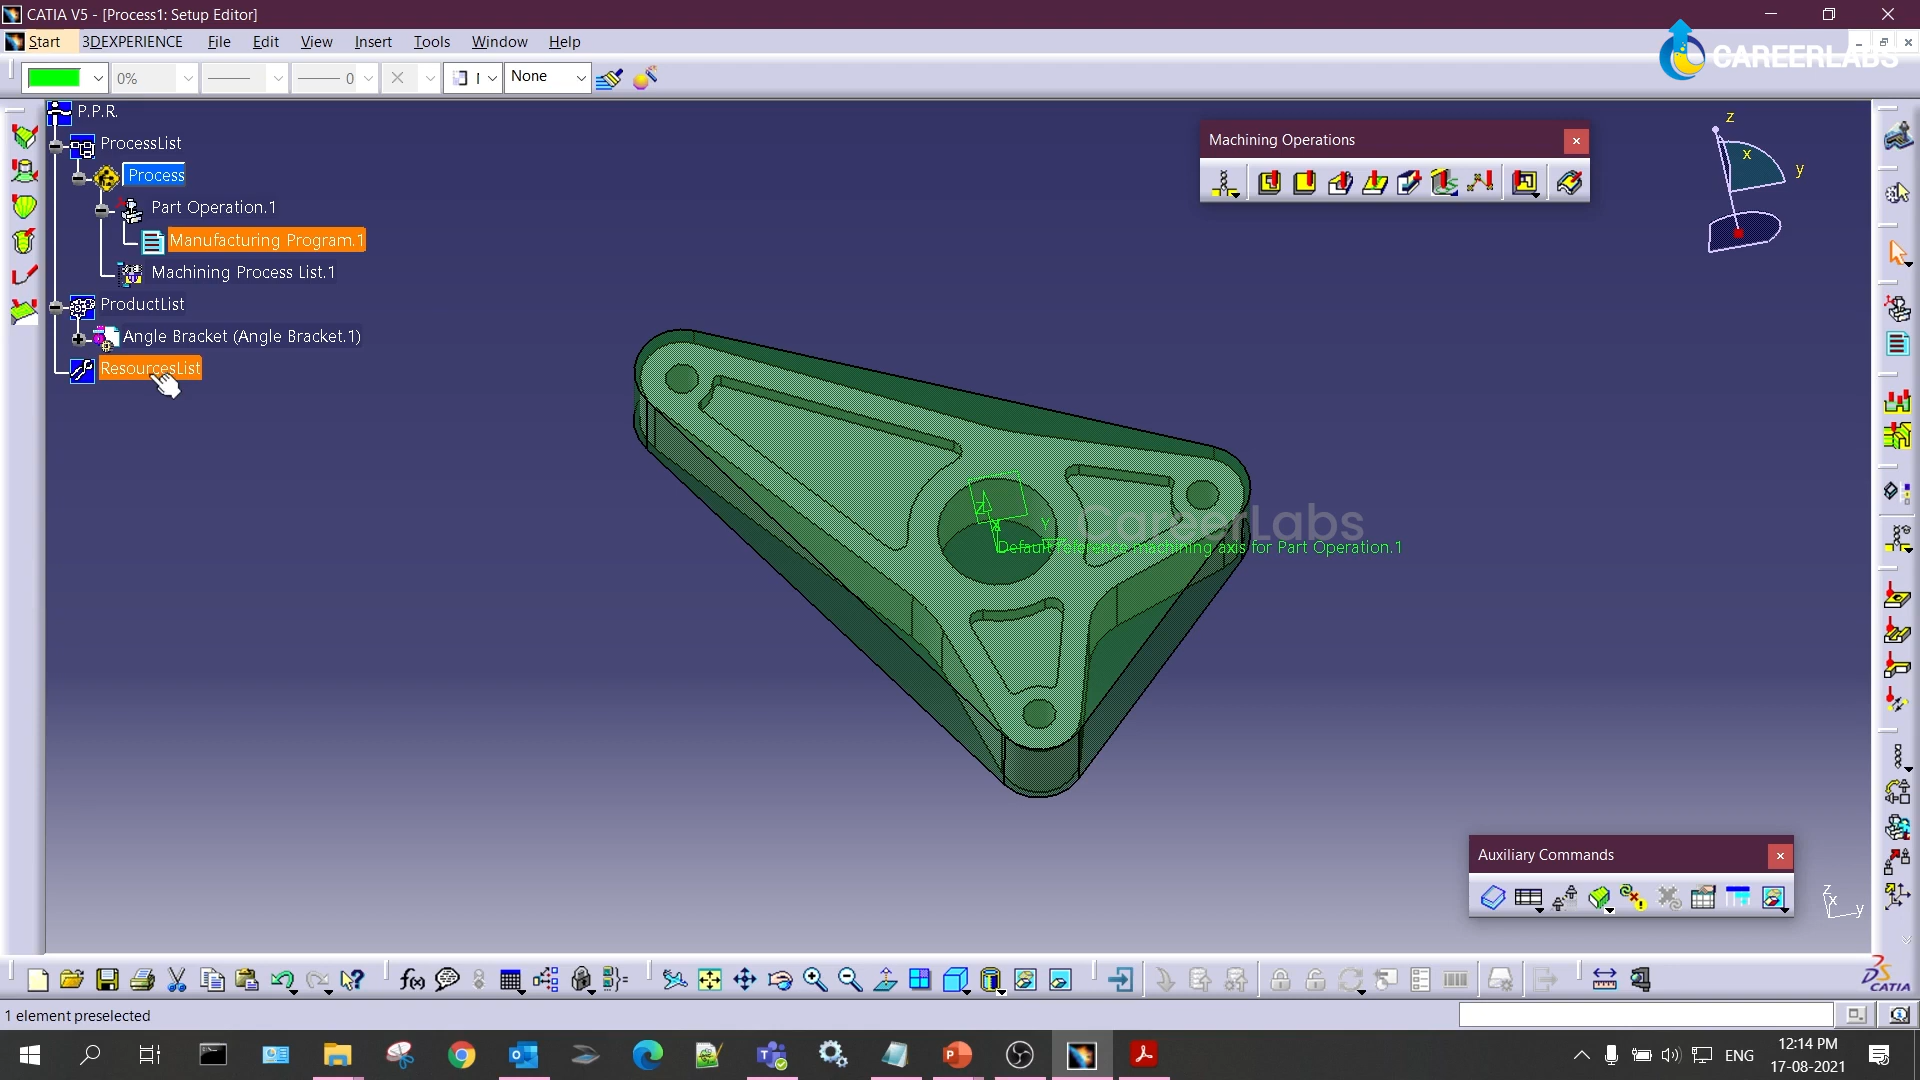 CATIA V5 - [Process1: Setup Editor]
Start 3DEXPERIENCE File Edit View Insert Tools Window Help
CAREERLABS
0% 0 None
P.P.R.
ProcessList
Process
Part Operation.1
Manufacturing Program.1
Machining Process List.1
ProductList
Angle Bracket (Angle Bracket.1)
ResourcesList
Machining Operations
z
x
y
CareerLabs
Z
X
Y
Default reference machining axis for Part Operation.1
Auxiliary Commands
z
x
y
f(x)
CATIA
1 element preselected
ENG
12:14 PM
17-08-2021